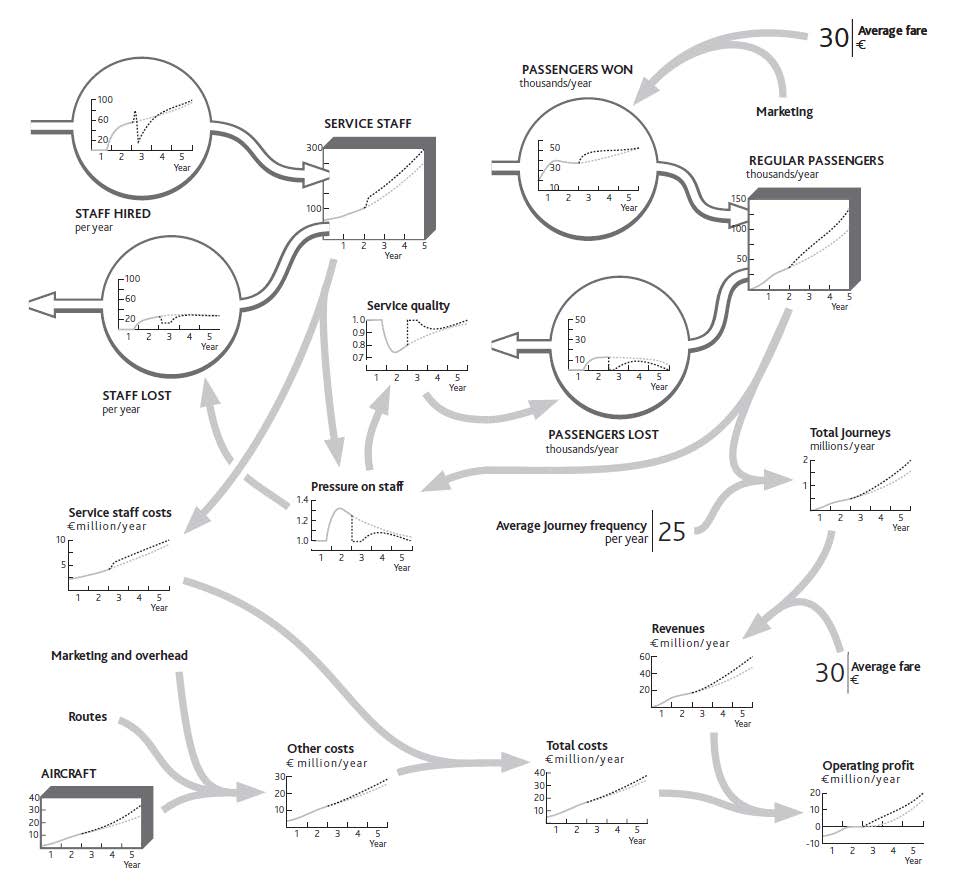 30 Average fare
€
PASSENGERS WON
thousands/year
Marketing
50
30
10
1 2 3 4 5
Year
100
60
20
1 2 3 4 5
Year
STAFF HIRED
per year
SERVICE STAFF
300
100
1 2 3 4 5
Year
REGULAR PASSENGERS
thousands/year
150
100
50
1 2 3 4 5
Year
100
60
20
1 2 3 4 5
Year
STAFF LOST
per year
Service quality
1.0
0.9
0.8
0.7
1 2 3 4 5
Year
50
30
10
1 2 3 4 5
Year
PASSENGERS LOST
thousands/year
Total Journeys
millions/year
2
1
1 2 3 4 5
Year
Pressure on staff
1.4
1.2
1.0
1 2 3 4 5
Year
Average Journey frequency
per year
25
Service staff costs
€million/year
10
5
1 2 3 4 5
Year
Marketing and overhead
Routes
AIRCRAFT
40
30
20
10
1 2 3 4 5
Year
Other costs
€ million/year
30
20
10
1 2 3 4 5
Year
Total costs
€million/year
40
30
20
10
1 2 3 4 5
Year
Revenues
€million/year
60
40
20
1 2 3 4 5
Year
30 Average fare
€
Operating profit
€million/year
20
10
0
-10
1 2 3 4 5
Year